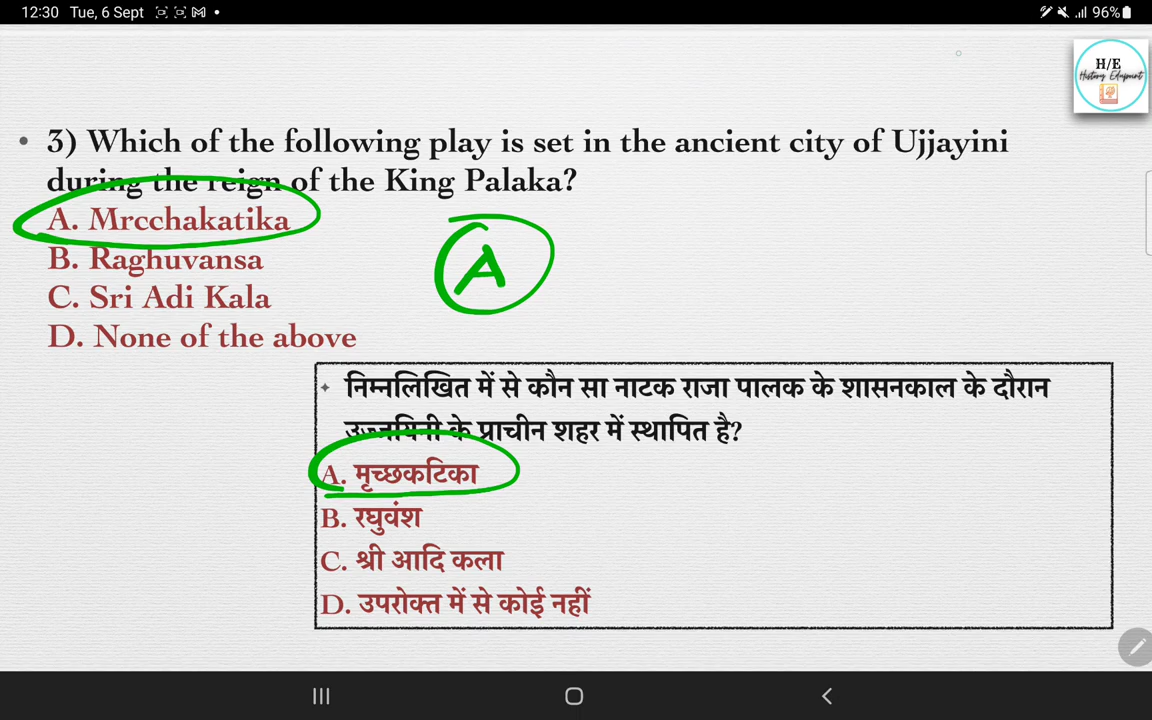 12:30 Tue, 6 Sept
96%
H/E
History Edupoint
• 3) Which of the following play is set in the ancient city of Ujjayini
during the reign of the King Palaka?
A. Mrcchakatika
B. Raghuvansa
C. Sri Adi Kala
D. None of the above
A
निम्नलिखित में से कौन सा नाटक राजा पालक के शासनकाल के दौरान
उज्जयिनी के प्राचीन शहर में स्थापित है?
A. मृच्छकटिका
B. रघुवंश
C. श्री आदि कला
D. उपरोक्त में से कोई नहीं